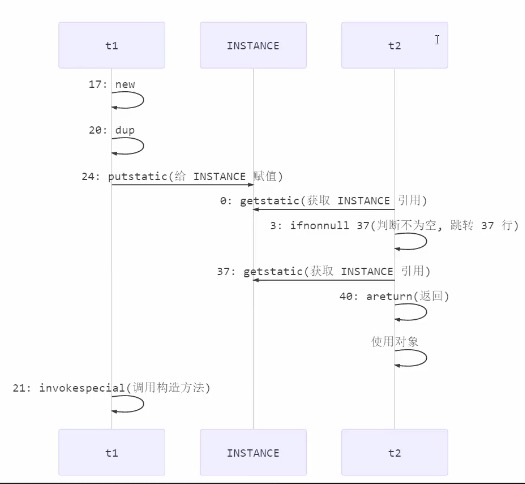 t1 INSTANCE t2
17: new
20: dup
24: putstatic(给 INSTANCE 赋值)
0: getstatic(获取 INSTANCE 引用)
3: ifnonnull 37(判断不为空, 跳转 37 行)
37: getstatic(获取 INSTANCE 引用)
40: areturn(返回)
使用对象
21: invokespecial(调用构造方法)
t1 INSTANCE t2